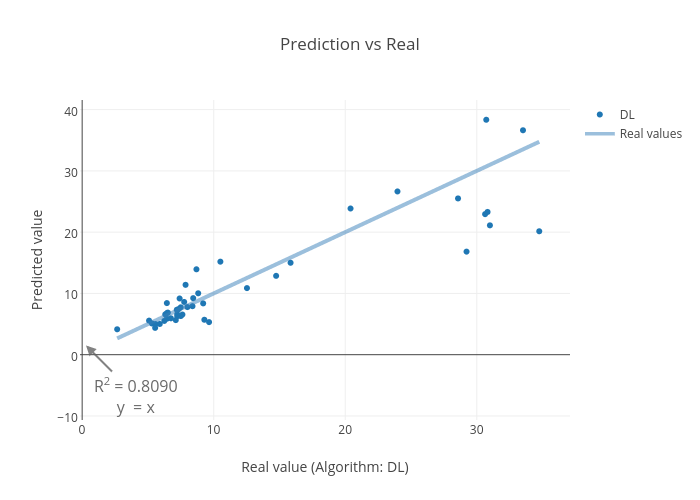 Prediction vs Real
40
30
20
10
0
−10
0
10
20
30
Predicted value
Real value (Algorithm: DL)
DL
Real values
R² = 0.8090
y = x